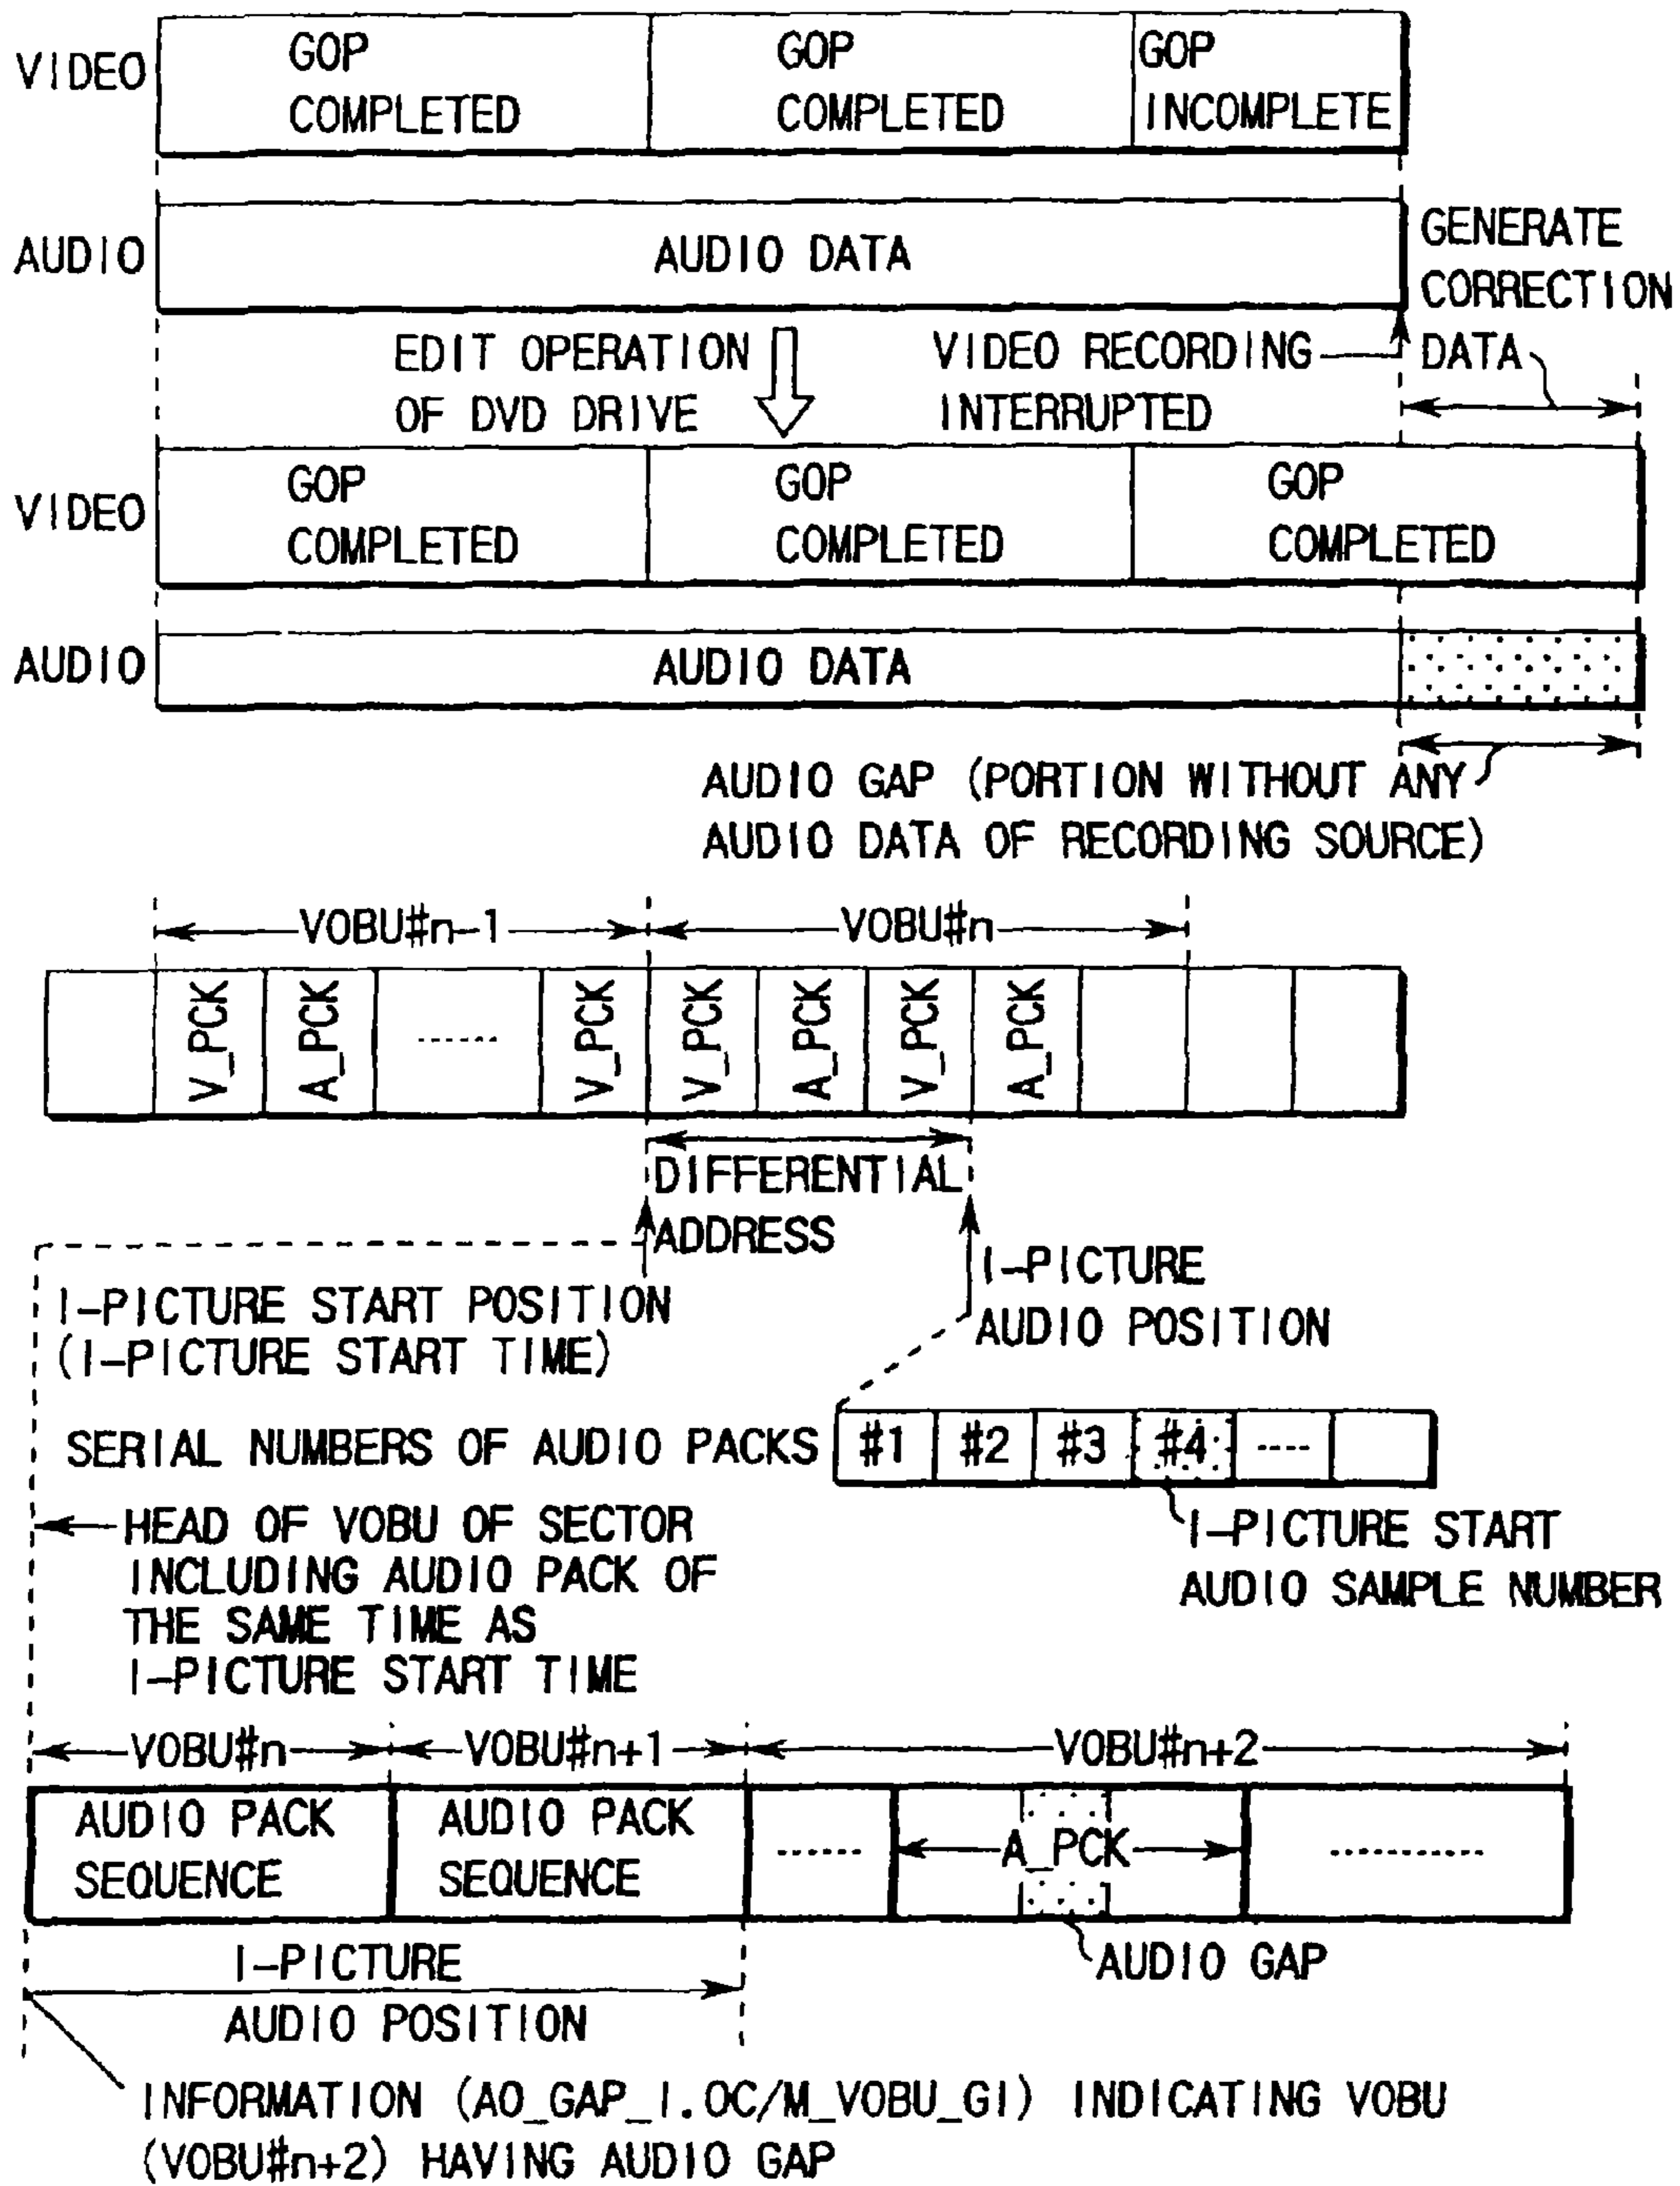 VIDEO
GOP
COMPLETED
GOP
COMPLETED
GOP
INCOMPLETE
AUDIO
AUDIO DATA
GENERATE
CORRECTION
DATA
EDIT OPERATION
OF DVD DRIVE
VIDEO RECORDING
INTERRUPTED
VIDEO
GOP
COMPLETED
GOP
COMPLETED
GOP
COMPLETED
AUDIO
AUDIO DATA
AUDIO GAP (PORTION WITHOUT ANY
AUDIO DATA OF RECORDING SOURCE)
VOBU#n-1
VOBU#n
V_PCK
A_PCK
V_PCK
V_PCK
A_PCK
V_PCK
A_PCK
DIFFERENTIAL
ADDRESS
I-PICTURE START POSITION
(I-PICTURE START TIME)
I-PICTURE
AUDIO POSITION
SERIAL NUMBERS OF AUDIO PACKS
#1
#2
#3
#4
I-PICTURE START
AUDIO SAMPLE NUMBER
HEAD OF VOBU OF SECTOR
INCLUDING AUDIO PACK OF
THE SAME TIME AS
I-PICTURE START TIME
VOBU#n
VOBU#n+1
VOBU#n+2
AUDIO PACK
SEQUENCE
AUDIO PACK
SEQUENCE
A_PCK
AUDIO GAP
I-PICTURE
AUDIO POSITION
INFORMATION (A0_GAP_I.OC/M_VOBU_GI) INDICATING VOBU
(VOBU#n+2) HAVING AUDIO GAP